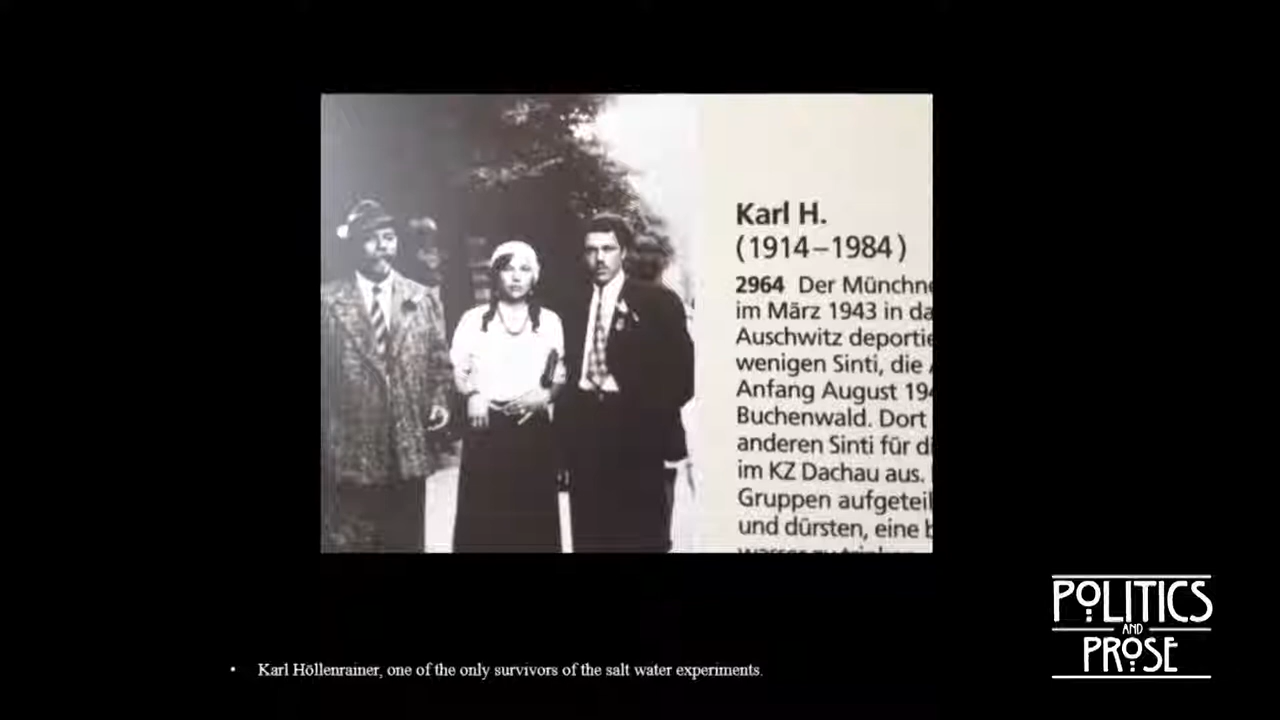 Karl H.
(1914–1984)
2964 Der Münchne
im März 1943 in da
Auschwitz deportie
wenigen Sinti, die A
Anfang August 194
Buchenwald. Dort
anderen Sinti für di
im KZ Dachau aus.
Gruppen aufgeteil
und dürsten, eine b
POLITICS
AND
PROSE
• Karl Höllenrainer, one of the only survivors of the salt water experiments.